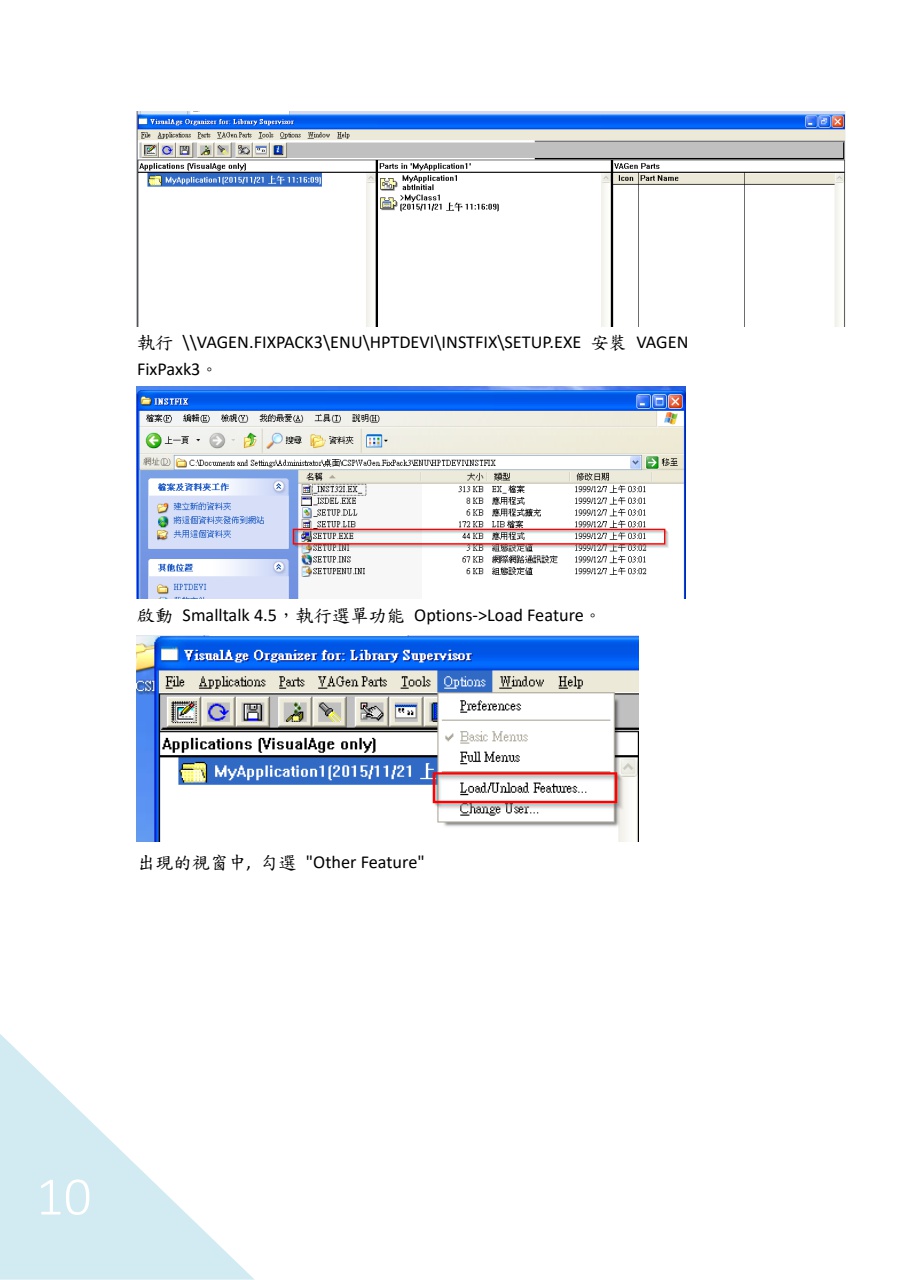 VisualAge Organizer for: Library Supervisor
File Applications Parts VAGen Parts Tools Options Window Help
Applications (VisualAge only) Parts in 'MyApplication1' VAGen Parts
MyApplication1(2015/11/21 上午 11:16:09) MyApplication1 Icon Part Name
abtInitial
>MyClass1
(2015/11/21 上午 11:16:09)
執行 \\VAGEN.FIXPACK3\ENU\HPTDEVI\INSTFIX\SETUP.EXE 安裝 VAGEN
FixPaxk3。
INSTFIX
檔案(F) 編輯(E) 檢視(V) 我的最愛(A) 工具(T) 說明(H)
上一頁 搜尋 資料夾
網址(D) C:\Documents and Settings\Administrator\桌面\CSP\VaGen.FixPack3\ENU\HPTDEVI\INSTFIX 移至
名稱 大小 類型 修改日期
檔案及資料夾工作
建立新的資料夾
將這個資料夾發佈到網站
共用這個資料夾
其他位置
HPTDEVI
_INST32I.EX_ 313 KB EX_ 檔案 1999/12/7 上午 03:01
_ISDEL.EXE 8 KB 應用程式 1999/12/7 上午 03:01
_SETUP.DLL 6 KB 應用程式擴充 1999/12/7 上午 03:01
_SETUP.LIB 172 KB LIB 檔案 1999/12/7 上午 03:01
SETUP.EXE 44 KB 應用程式 1999/12/7 上午 03:01
SETUP.INI 3 KB 組態設定值 1999/12/7 上午 03:02
SETUP.INS 67 KB 網際網路通訊設定 1999/12/7 上午 03:01
SETUPENU.INI 6 KB 組態設定值 1999/12/7 上午 03:02
啟動 Smalltalk 4.5，執行選單功能 Options->Load Feature。
VisualAge Organizer for: Library Supervisor
File Applications Parts VAGen Parts Tools Options Window Help
CSI
Preferences
Basic Menus
Full Menus
Load/Unload Features...
Change User...
Applications (VisualAge only)
MyApplication1(2015/11/21
出現的視窗中, 勾選 "Other Feature"
10